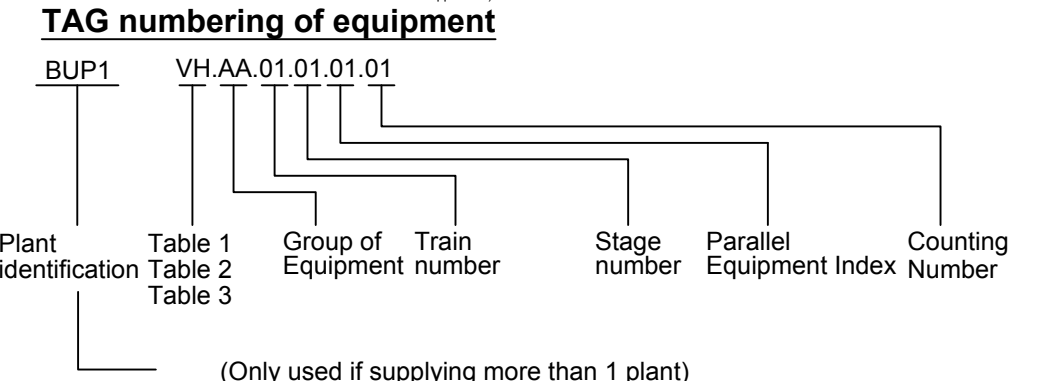 TAG numbering of equipment
BUP1 VH.AA.01.01.01.01
Plant identification
Table 1
Table 2
Table 3
Group of Equipment
Train number
Stage number
Parallel Equipment Index
Counting Number
(Only used if supplying more than 1 plant)